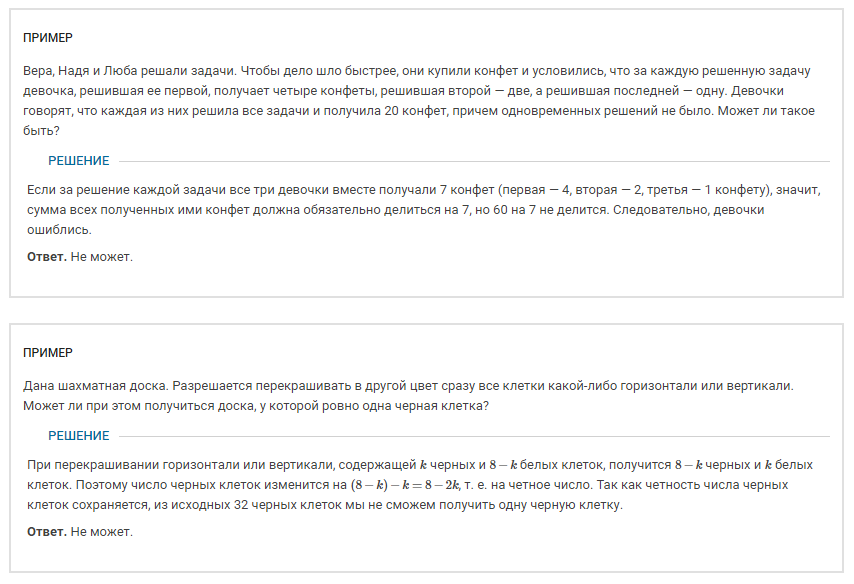 ПРИМЕР
Вера, Надя и Люба решали задачи. Чтобы дело шло быстрее, они купили конфет и условились, что за каждую решенную задачу
девочка, решившая ее первой, получает четыре конфеты, решившая второй — две, а решившая последней — одну. Девочки
говорят, что каждая из них решила все задачи и получила 20 конфет, причем одновременных решений не было. Может ли такое
быть?
РЕШЕНИЕ
Если за решение каждой задачи все три девочки вместе получали 7 конфет (первая — 4, вторая — 2, третья — 1 конфету), значит,
сумма всех полученных ими конфет должна обязательно делиться на 7, но 60 на 7 не делится. Следовательно, девочки
ошиблись.
Ответ. Не может.
ПРИМЕР
Дана шахматная доска. Разрешается перекрашивать в другой цвет сразу все клетки какой-либо горизонтали или вертикали.
Может ли при этом получиться доска, у которой ровно одна черная клетка?
РЕШЕНИЕ
При перекрашивании горизонтали или вертикали, содержащей k черных и 8 − k белых клеток, получится 8 − k черных и k белых
клеток. Поэтому число черных клеток изменится на (8 − k) − k = 8 − 2k, т. е. на четное число. Так как четность числа черных
клеток сохраняется, из исходных 32 черных клеток мы не сможем получить одну черную клетку.
Ответ. Не может.